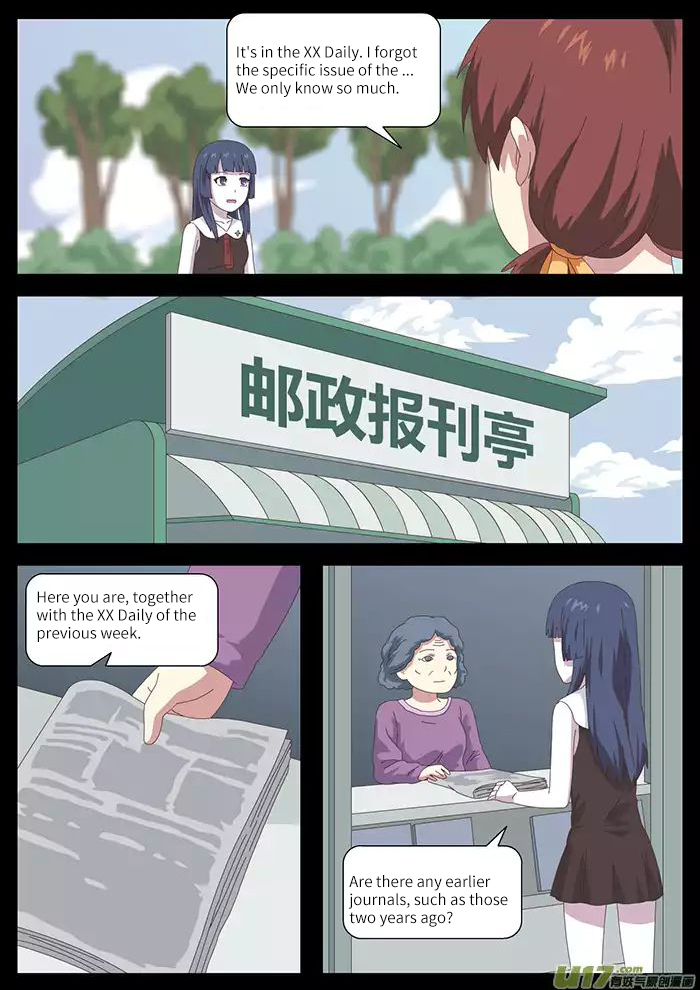 It's in the XX Daily. I forgot
the specific issue of the ...
We only know so much.
邮政报刊亭
Here you are, together
with the XX Daily of the
previous week.
Are there any earlier
journals, such as those
two years ago?
U17.com
有妖气原创漫画